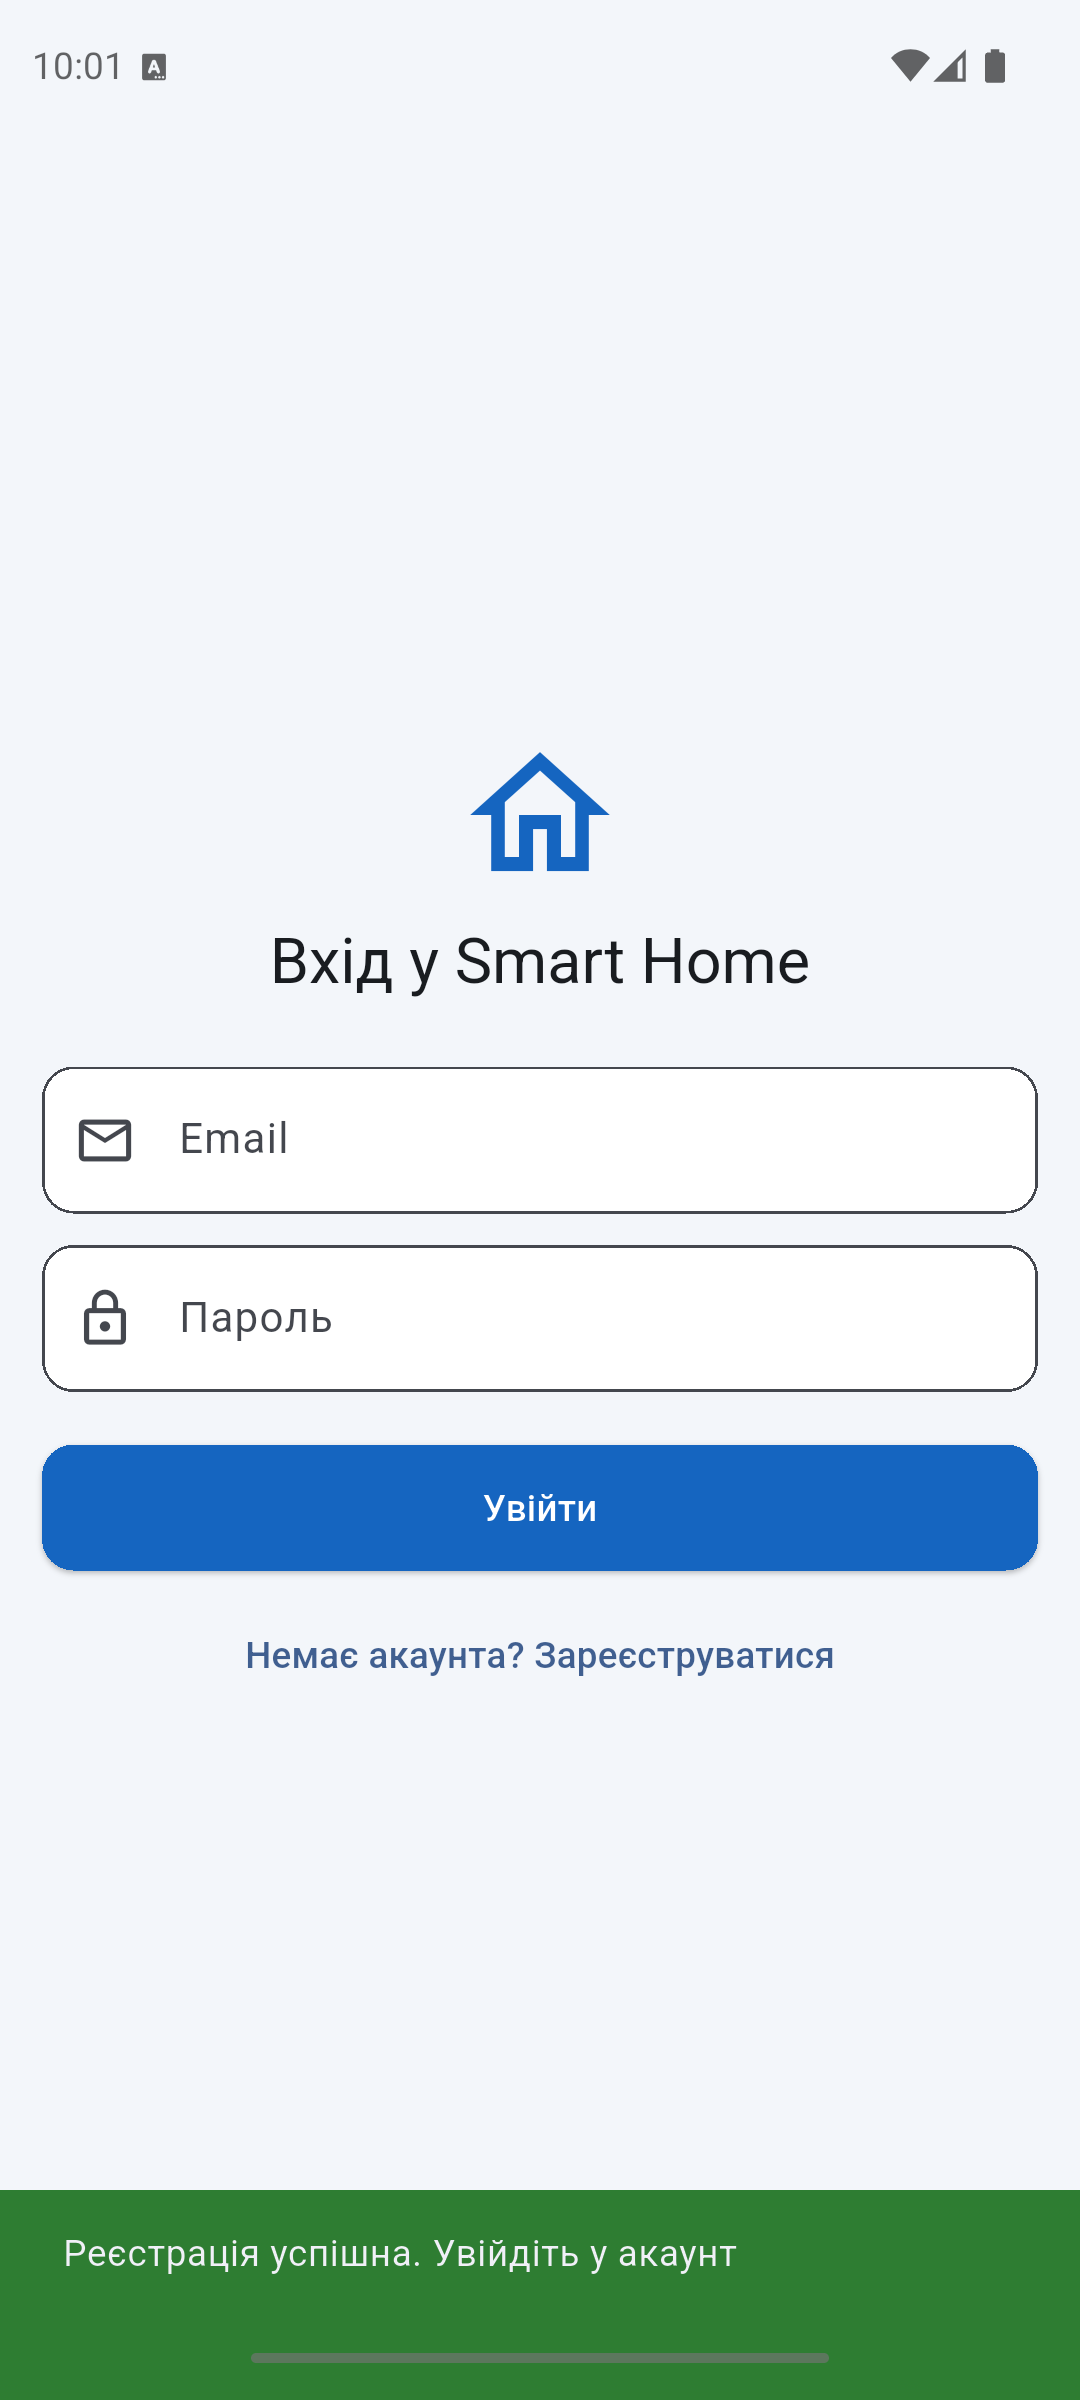 10:01
Вхід у Smart Home
Email
Пароль
Увійти
Немає акаунта? Зареєструватися
Реєстрація успішна. Увійдіть у акаунт